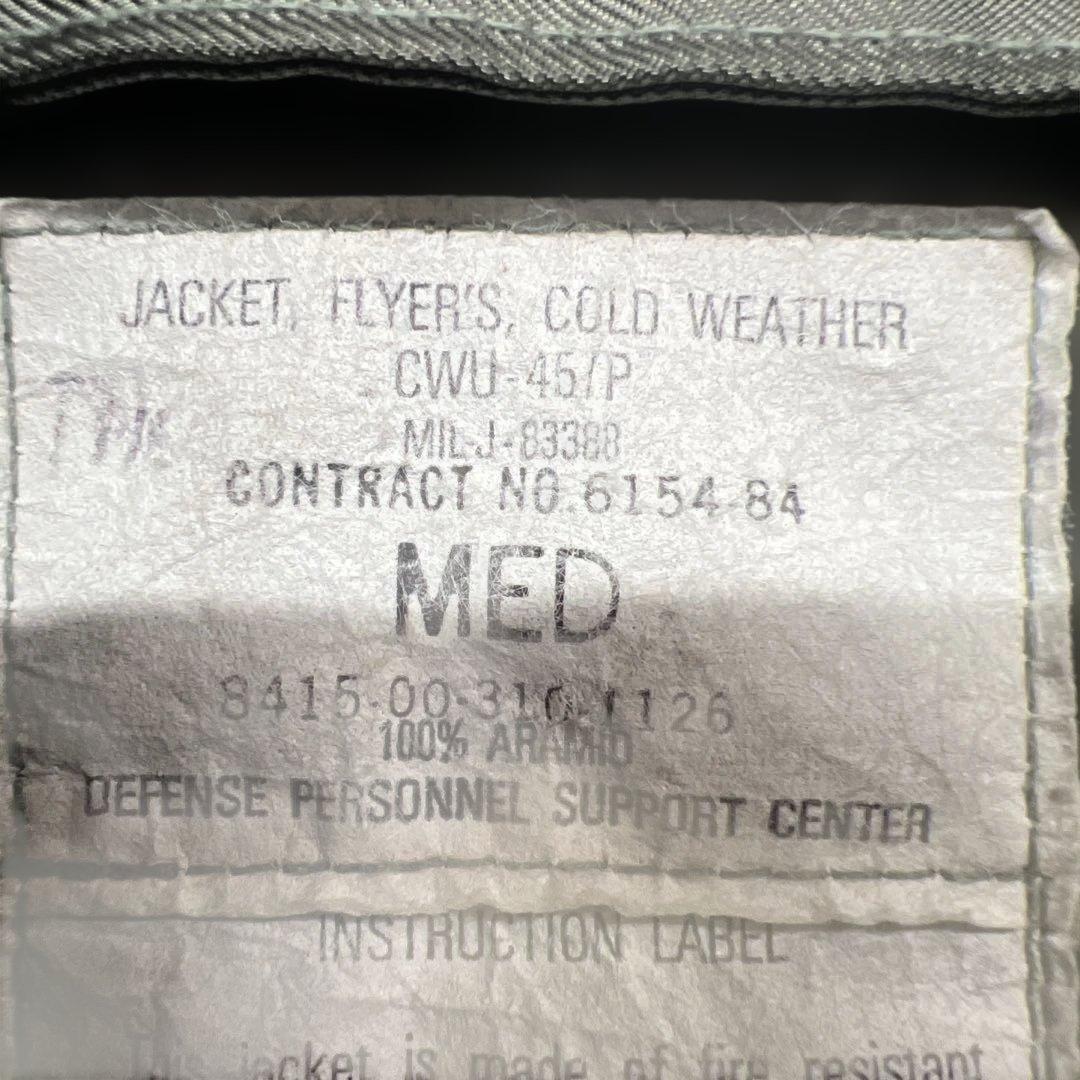 JACKET, FLYER'S, COLD WEATHER
CWU-45/P
MIL-J-83388
CONTRACT NO. 6154-84
MED
8415-00-310-1126
100% ARAMID
DEFENSE PERSONNEL SUPPORT CENTER
INSTRUCTION LABEL
This jacket is made of fire resistant